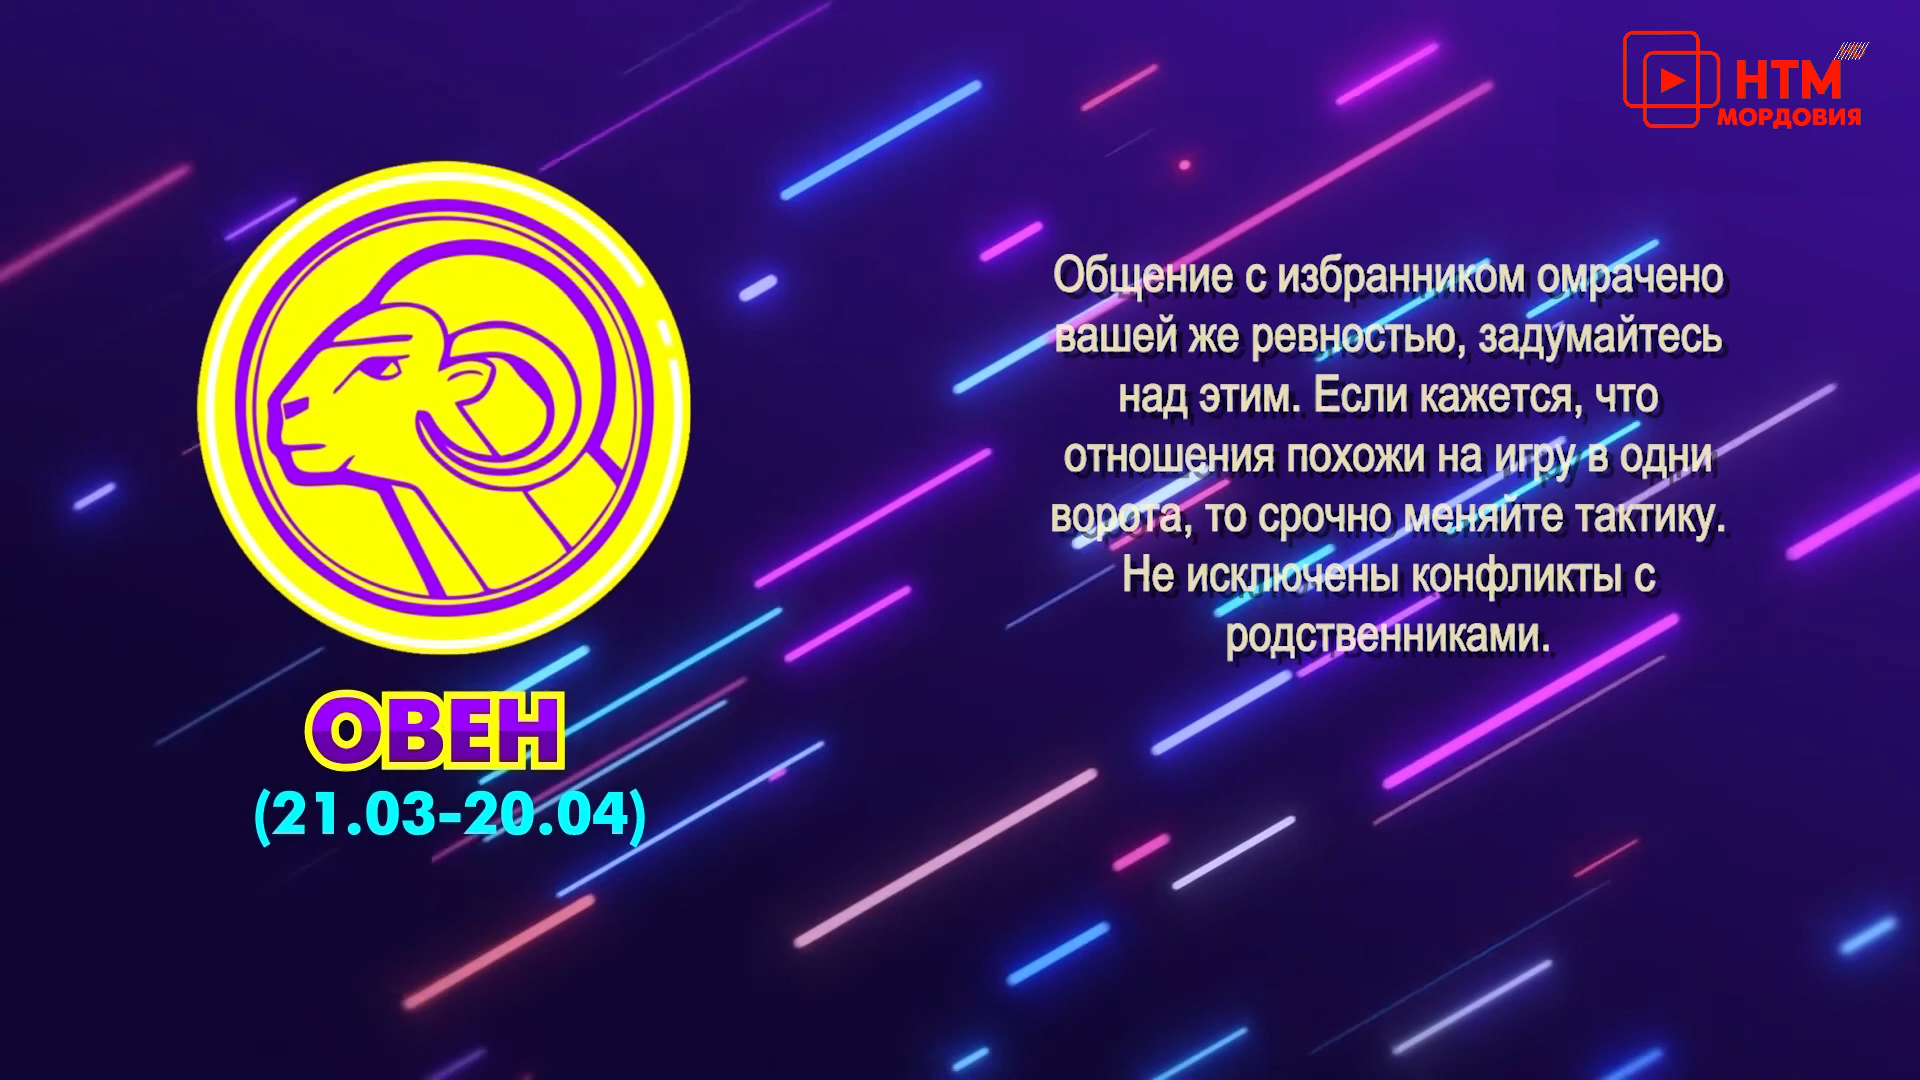 НТМ
МОРДОВИЯ
Общение с избранником омрачено
вашей же ревностью, задумайтесь
над этим. Если кажется, что
отношения похожи на игру в одни
ворота, то срочно меняйте тактику.
Не исключены конфликты с
родственниками.
ОВЕН
(21.03-20.04)